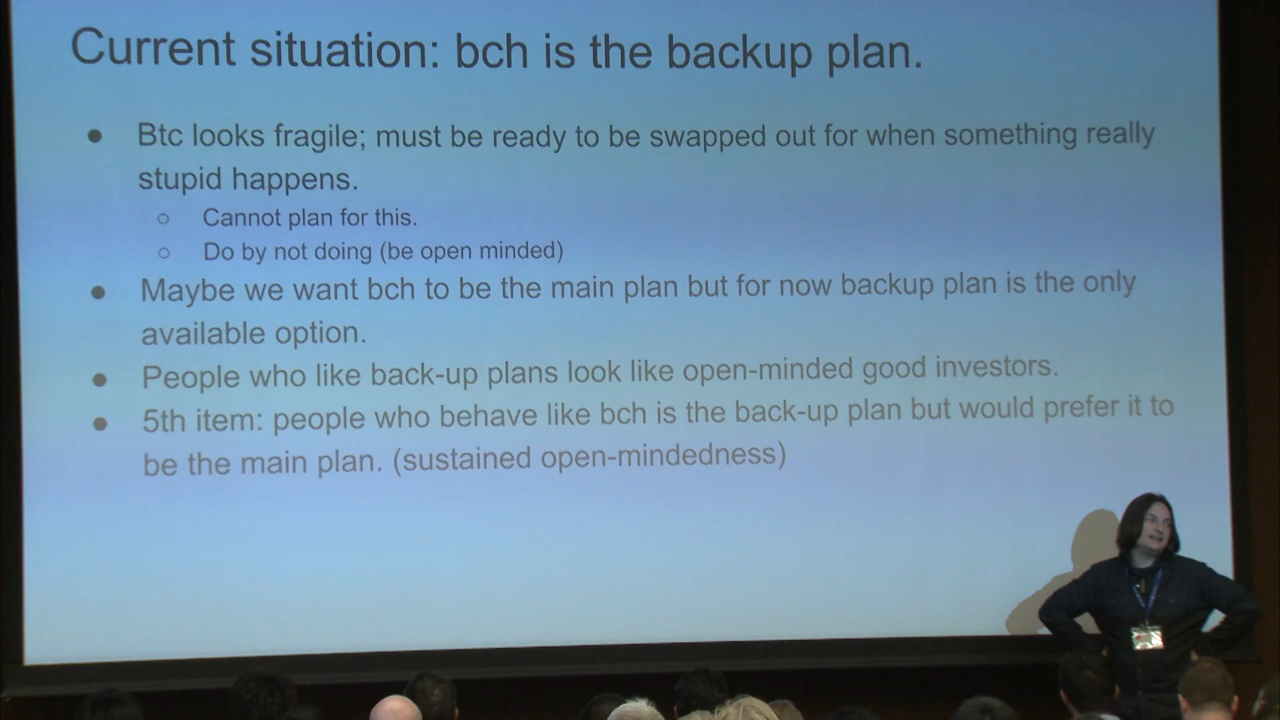 Current situation: bch is the backup plan.
● Btc looks fragile; must be ready to be swapped out for when something really
stupid happens.
○ Cannot plan for this.
○ Do by not doing (be open minded)
● Maybe we want bch to be the main plan but for now backup plan is the only
available option.
● People who like back-up plans look like open-minded good investors.
● 5th item: people who behave like bch is the back-up plan but would prefer it to
be the main plan. (sustained open-mindedness)